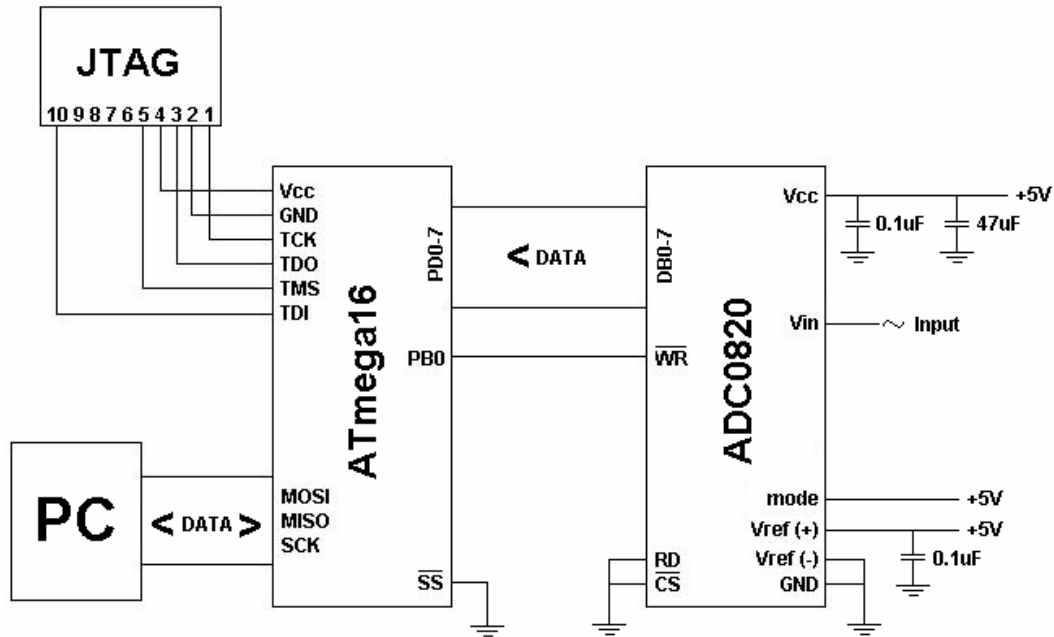 JTAG
10 9 8 7 6 5 4 3 2 1
Vcc
GND
TCK
TDO
TMS
TDI
ATmega16
PD0-7
PB0
MOSI
MISO
SCK
SS
PC
< DATA >
< DATA
ADC0820
DB0-7
WR
RD
CS
Vcc
+5V
0.1uF
47uF
Vin
~ Input
mode
+5V
Vref (+)
+5V
Vref (-)
0.1uF
GND